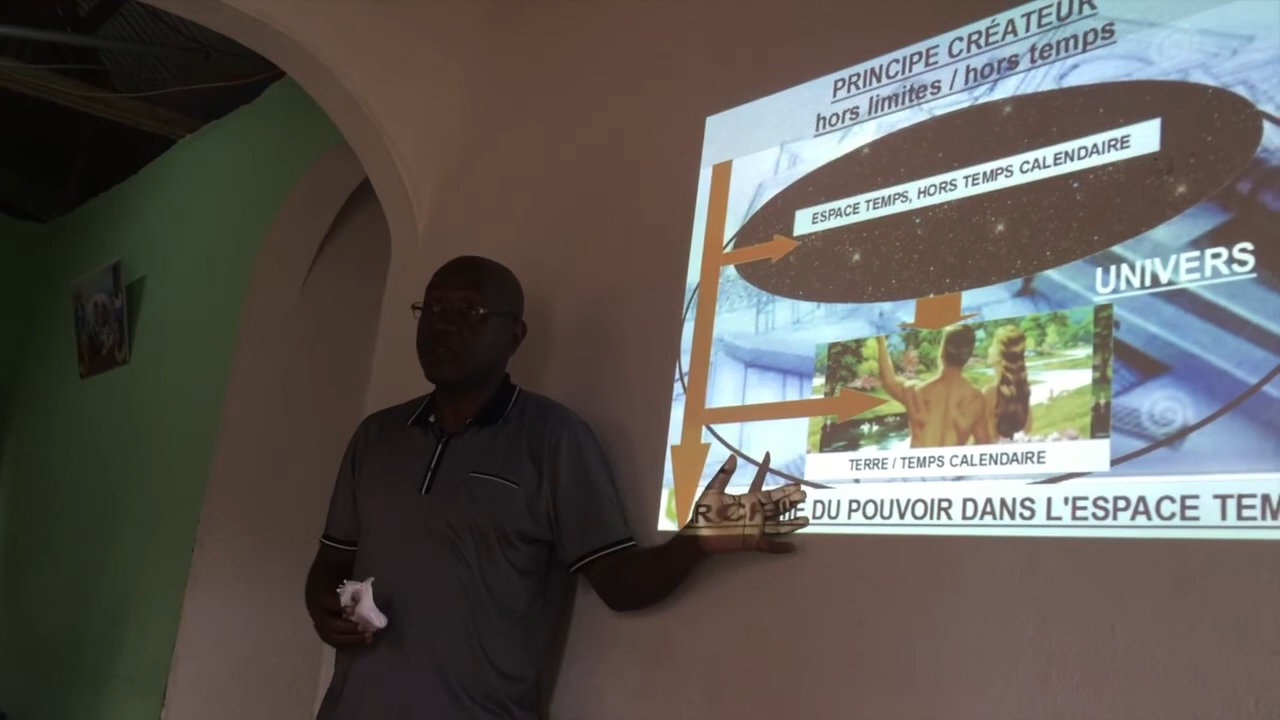 PRINCIPE CRÉATEUR
hors limites / hors temps
ESPACE TEMPS, HORS TEMPS CALENDAIRE
UNIVERS
TERRE / TEMPS CALENDAIRE
DU POUVOIR DANS L'ESPACE TEM